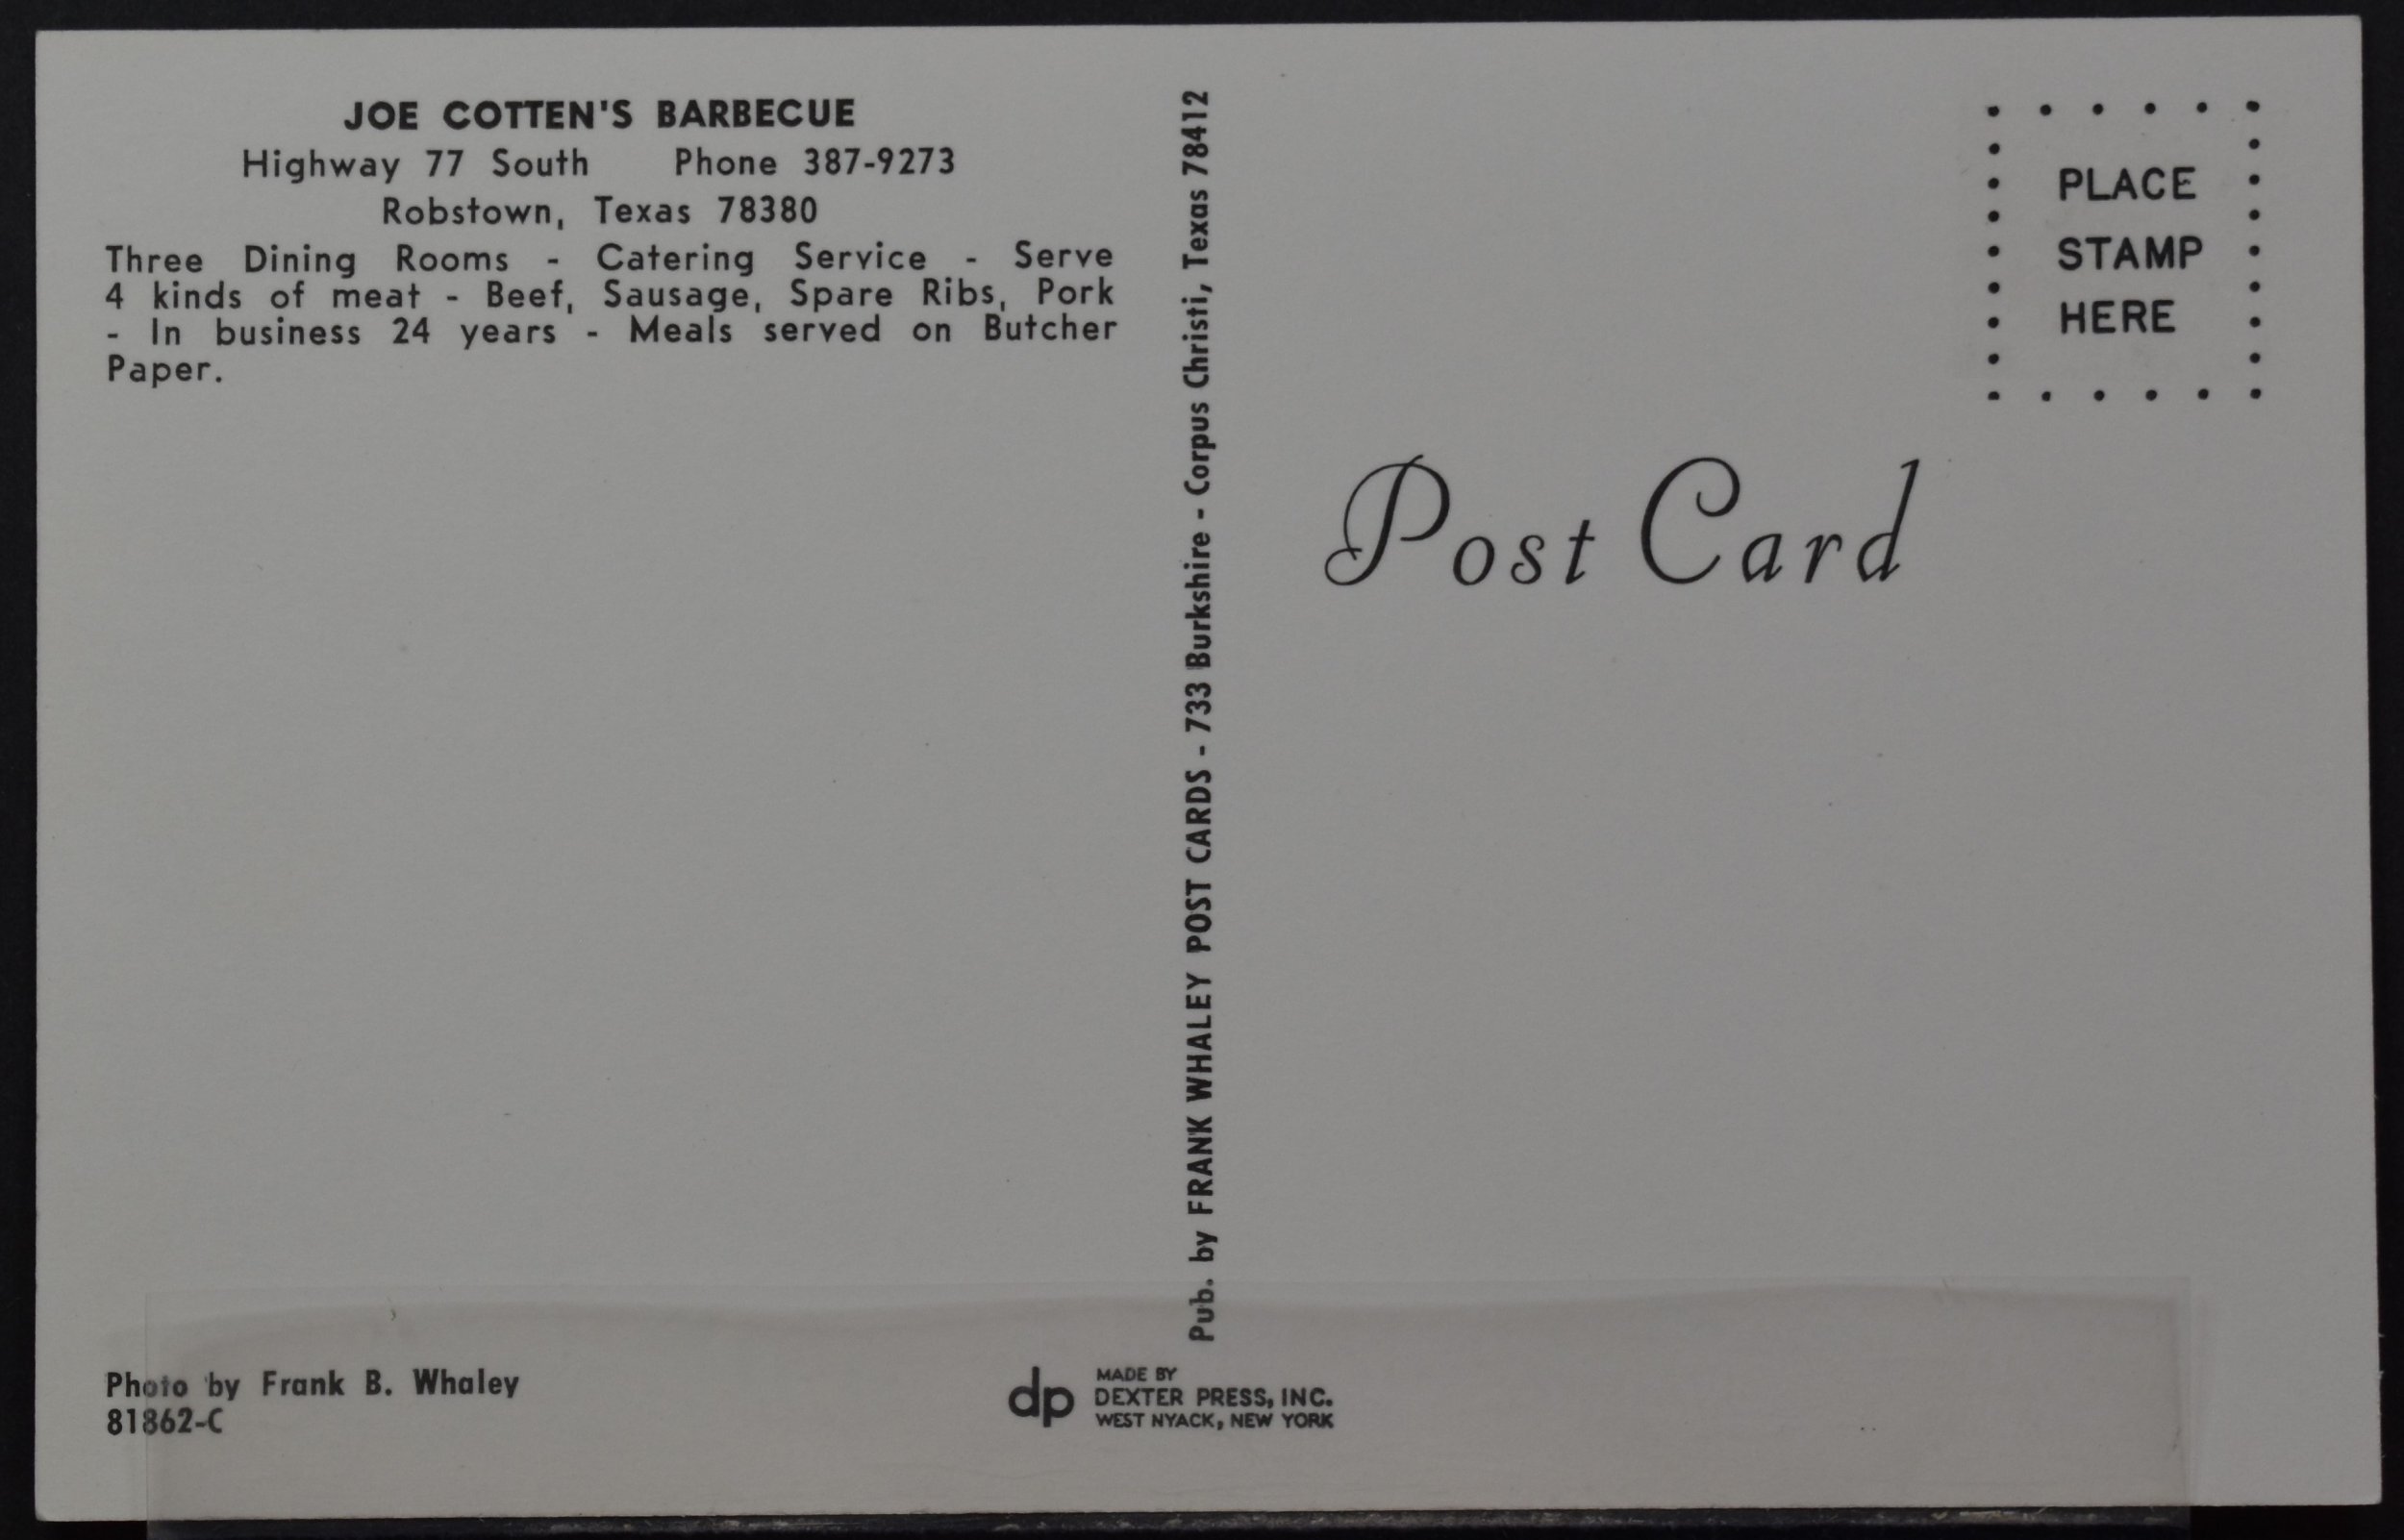 JOE COTTEN'S BARBECUE
Highway 77 South Phone 387-9273
Robstown, Texas 78380
Three Dining Rooms - Catering Service - Serve
4 kinds of meat - Beef, Sausage, Spare Ribs, Pork
- In business 24 years - Meals served on Butcher
Paper.
Photo by Frank B. Whaley
81862-C
Pub. by FRANK WHALEY POST CARDS - 733 Burkshire - Corpus Christi, Texas 78412
dp
MADE BY
DEXTER PRESS, INC.
WEST NYACK, NEW YORK
PLACE
STAMP
HERE
Post Card